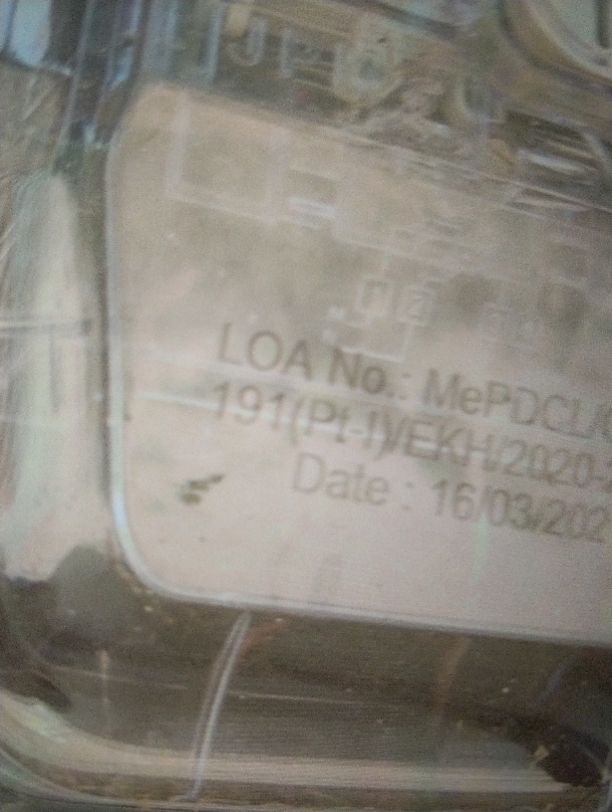 LOA No.: MePDCL/
191(Pt-I)/EKH/2020-
Date : 16/03/202